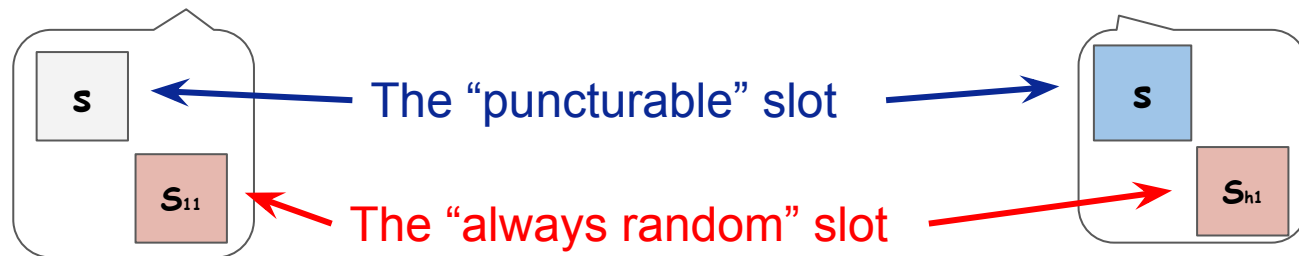 s
The “puncturable” slot
s
S11
The “always random” slot
Sh1